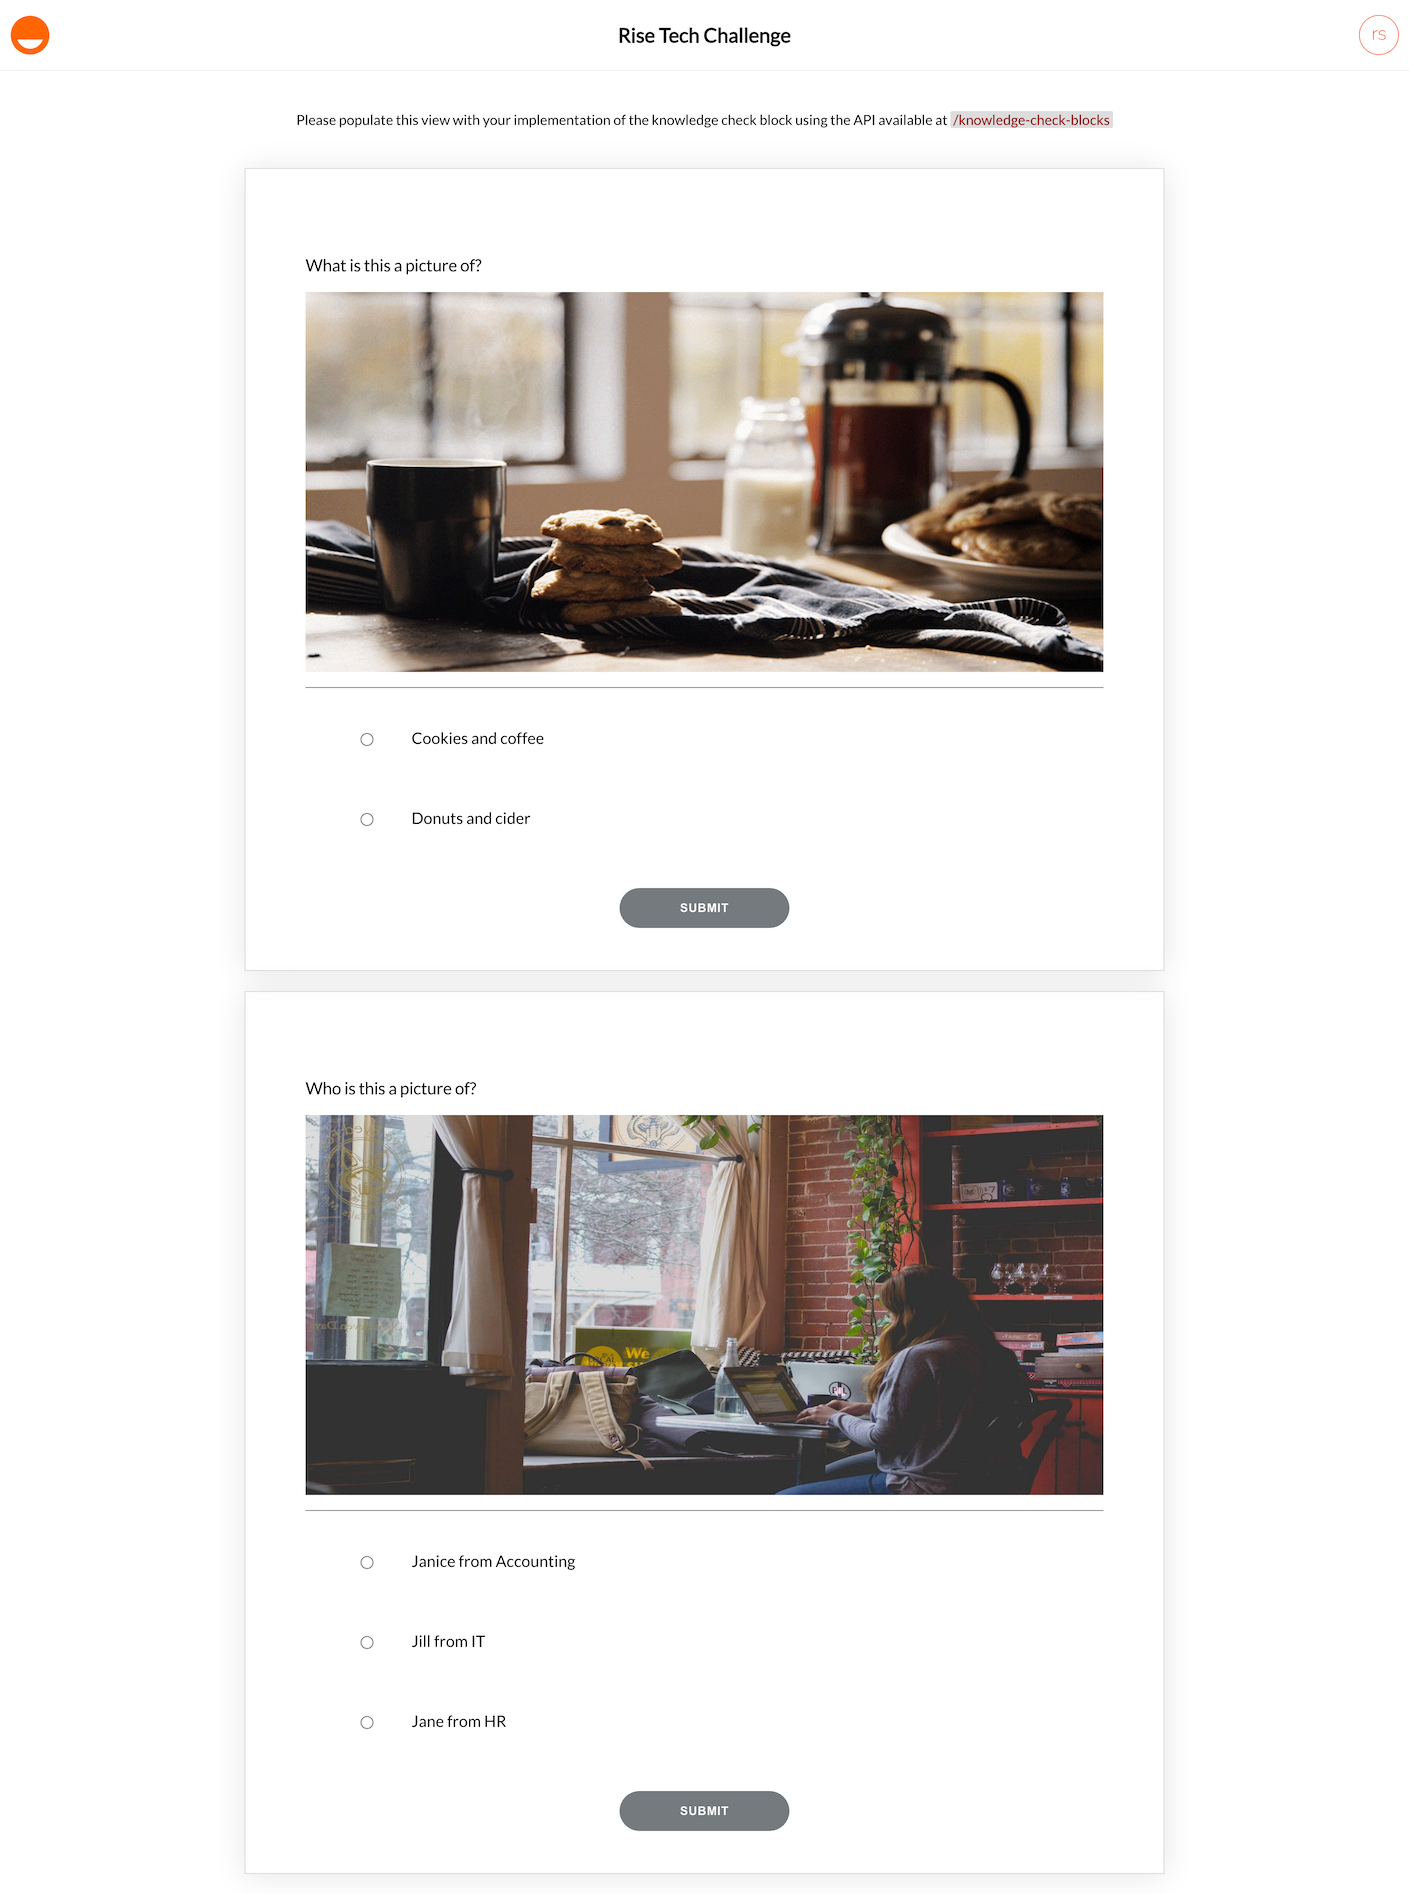 Rise Tech Challenge
rs
Please populate this view with your implementation of the knowledge check block using the API available at /knowledge-check-blocks
What is this a picture of?
Cookies and coffee
Donuts and cider
SUBMIT
Who is this a picture of?
We
Janice from Accounting
Jill from IT
Jane from HR
SUBMIT